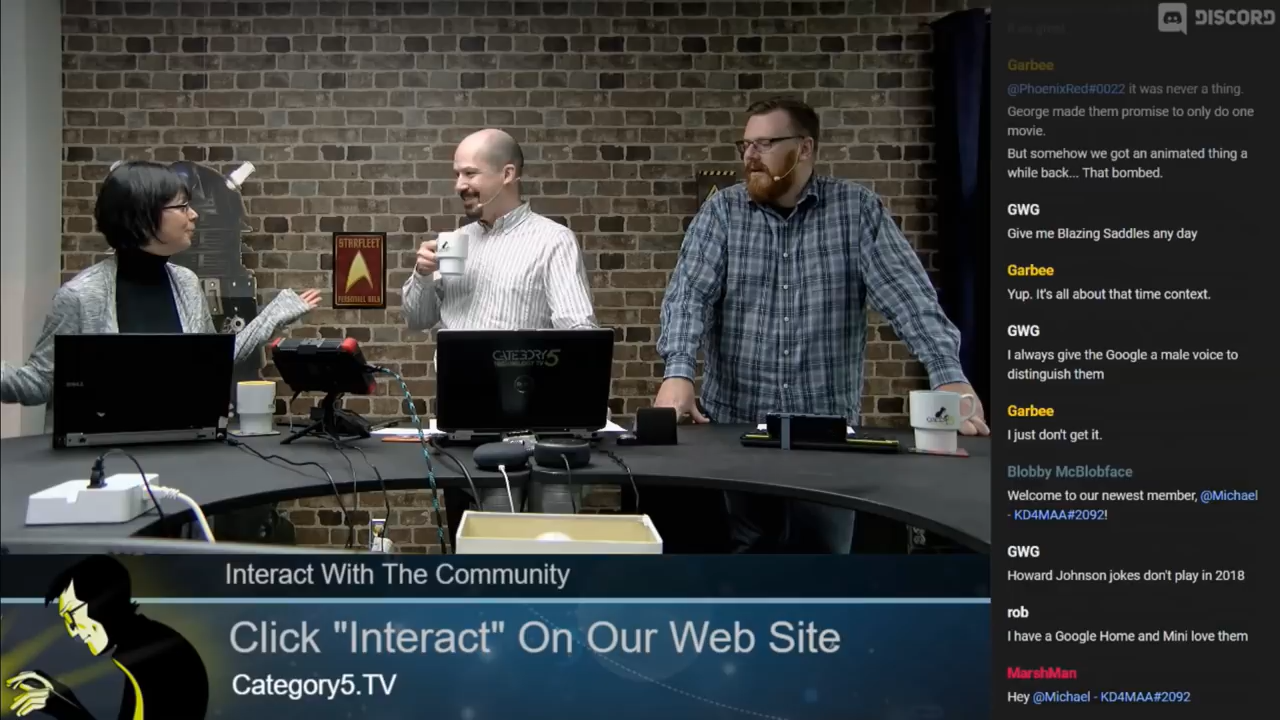 DISCORD
Garbee
@PhoenixRed#0022 it was never a thing.
George made them promise to only do one
movie.
But somehow we got an animated thing a
while back... That bombed.
GWG
Give me Blazing Saddles any day
Garbee
Yup. It's all about that time context.
GWG
I always give the Google a male voice to
distinguish them
Garbee
I just don't get it.
Blobby McBlobface
Welcome to our newest member, @Michael
- KD4MAA#2092!
GWG
Howard Johnson jokes don't play in 2018
rob
I have a Google Home and Mini love them
MarshMan
Hey @Michael - KD4MAA#2092
STARFLEET
PERSONNEL ONLY
CATEGORY5
TECHNOLOGY TV
Interact With The Community
Click "Interact" On Our Web Site
Category5.TV